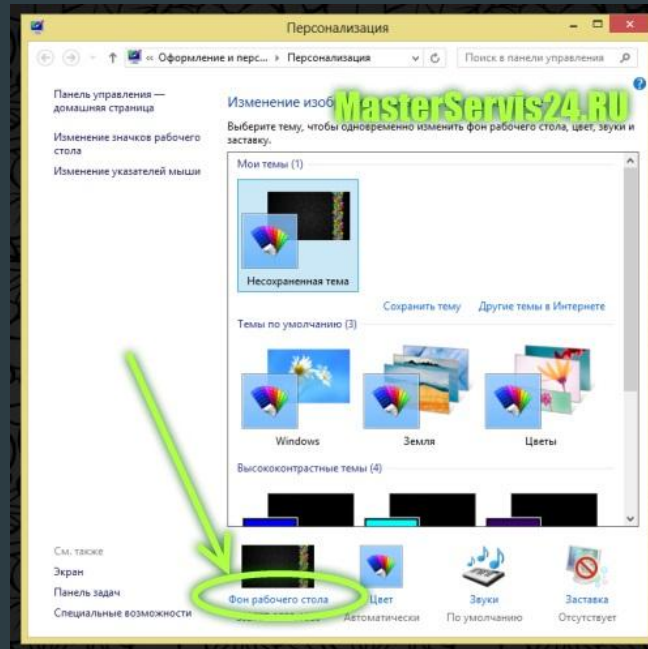 Персонализация
« Оформление и перс... ▸ Персонализация
Поиск в панели управления
Панель управления —
домашняя страница
Изменение значков рабочего
стола
Изменение указателей мыши
Изменение
MasterServis24.RU
Выберите тему, чтобы одновременно изменить фон рабочего стола, цвет, звуки и
заставку.
Мои темы (1)
Несохраненная тема
Сохранить тему Другие темы в Интернете
Темы по умолчанию (3)
Windows Земля Цветы
Высококонтрастные темы (4)
См. также
Экран
Панель задач
Специальные возможности
Фон рабочего стола Цвет Звуки Заставка
Автоматически По умолчанию Отсутствует